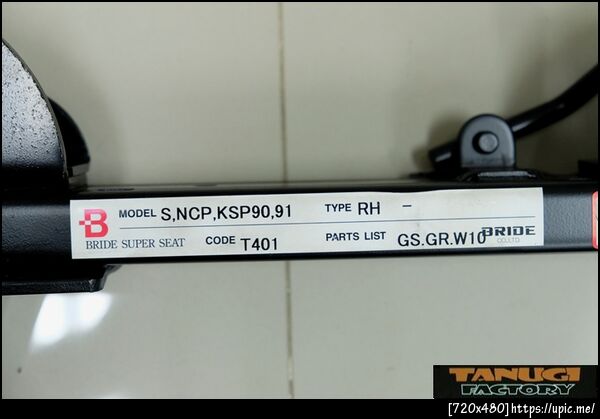 B MODEL S,NCP,KSP90,91 TYPE RH -
BRIDE SUPER SEAT CODE T401 PARTS LIST GS.GR.W10 BRIDE
CO.,LTD.
TANUGI
FACTORY
[720x480]https://upic.me/